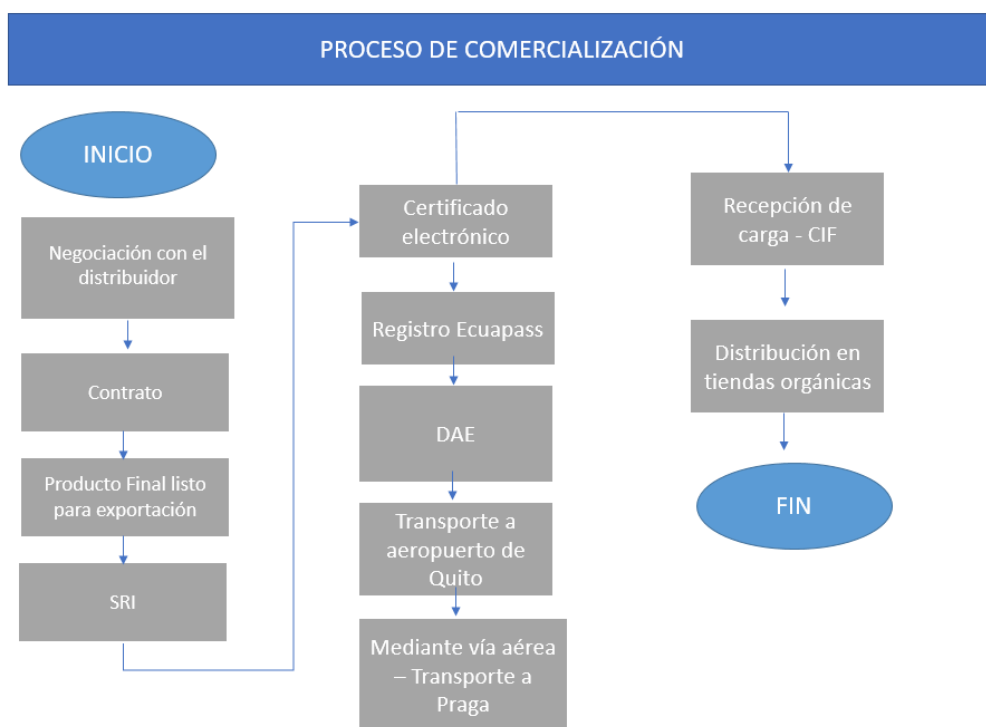 PROCESO DE COMERCIALIZACIÓN
INICIO
Negociación con el
distribuidor
Contrato
Producto Final listo
para exportación
SRI
Certificado
electrónico
Registro Ecuapass
DAE
Transporte a
aeropuerto de
Quito
Mediante vía aérea
– Transporte a
Praga
Recepción de
carga - CIF
Distribución en
tiendas orgánicas
FIN